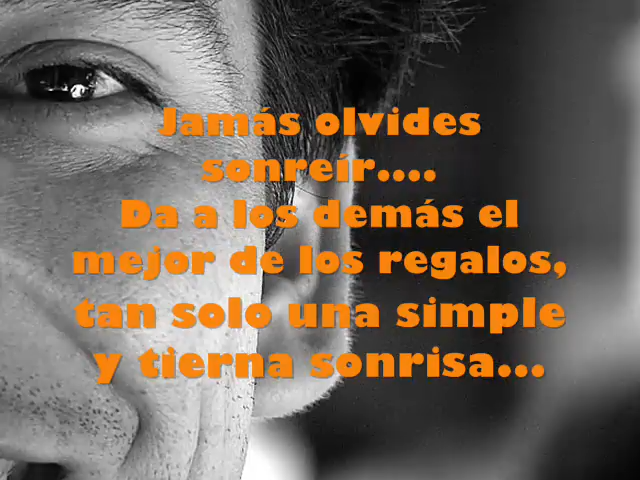 Jamás olvides
sonreír....
Da a los demás el
mejor de los regalos,
tan solo una simple
y tierna sonrisa...